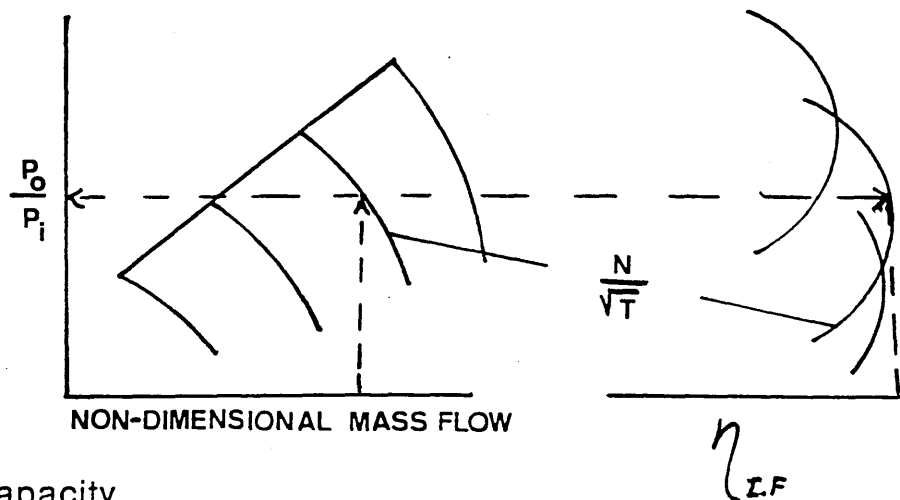 Po
Pi
N
√T
NON-DIMENSIONAL MASS FLOW
η I.F
apacity